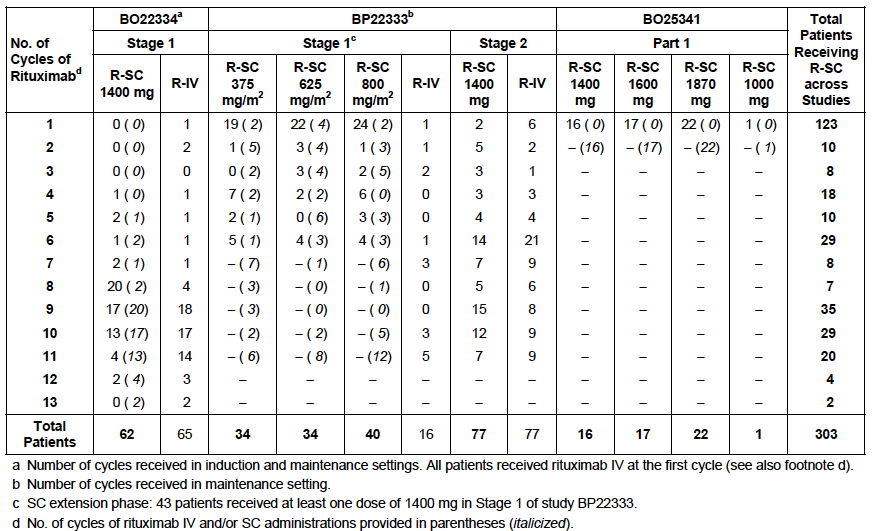 No. of Cycles of Rituximab^d | BO22334^a | BP22333^b | BO25341 | Total Patients Receiving R-SC across Studies
Stage 1 | Stage 1^c | Stage 2 | Part 1
R-SC 1400 mg | R-IV | R-SC 375 mg/m2 | R-SC 625 mg/m2 | R-SC 800 mg/m2 | R-IV | R-SC 1400 mg | R-IV | R-SC 1400 mg | R-SC 1600 mg | R-SC 1870 mg | R-SC 1000 mg
1 | 0 (0) | 1 | 19 (2) | 22 (4) | 24 (2) | 1 | 2 | 6 | 16 (0) | 17 (0) | 22 (0) | 1 (0) | 123
2 | 0 (0) | 2 | 1 (5) | 3 (4) | 1 (3) | 1 | 5 | 2 | – (16) | – (17) | – (22) | – ( 1) | 10
3 | 0 (0) | 0 | 0 (2) | 3 (4) | 2 (5) | 2 | 3 | 1 | – | – | – | – | 8
4 | 1 (0) | 1 | 7 (2) | 2 (2) | 6 (0) | 0 | 3 | 3 | – | – | – | – | 18
5 | 2 ( 1) | 1 | 2 (1) | 0 (6) | 3 (3) | 0 | 4 | 4 | – | – | – | – | 10
6 | 1 (2) | 1 | 5 ( 1) | 4 (3) | 4 (3) | 1 | 14 | 21 | – | – | – | – | 29
7 | 2 ( 1) | 1 | – ( 7) | – ( 1) | – ( 6) | 3 | 7 | 9 | – | – | – | – | 8
8 | 20 ( 2) | 4 | – ( 3) | – ( 0) | – ( 1) | 0 | 5 | 6 | – | – | – | – | 7
9 | 17 (20) | 18 | – ( 3) | – ( 0) | – ( 0) | 0 | 15 | 8 | – | – | – | – | 35
10 | 13 (17) | 17 | – ( 2) | – ( 2) | – ( 5) | 3 | 12 | 9 | – | – | – | – | 29
11 | 4 (13) | 14 | – ( 6) | – ( 8) | – (12) | 5 | 7 | 9 | – | – | – | – | 20
12 | 2 ( 4) | 3 | – | – | – | – | – | – | – | – | – | – | 4
13 | 0 ( 2) | 2 | – | – | – | – | – | – | – | – | – | – | 2
Total Patients | 62 | 65 | 34 | 34 | 40 | 16 | 77 | 77 | 16 | 17 | 22 | 1 | 303
a Number of cycles received in induction and maintenance settings. All patients received rituximab IV at the first cycle (see also footnote d).
b Number of cycles received in maintenance setting.
c SC extension phase: 43 patients received at least one dose of 1400 mg in Stage 1 of study BP22333.
d No. of cycles of rituximab IV and/or SC administrations provided in parentheses (italicized).